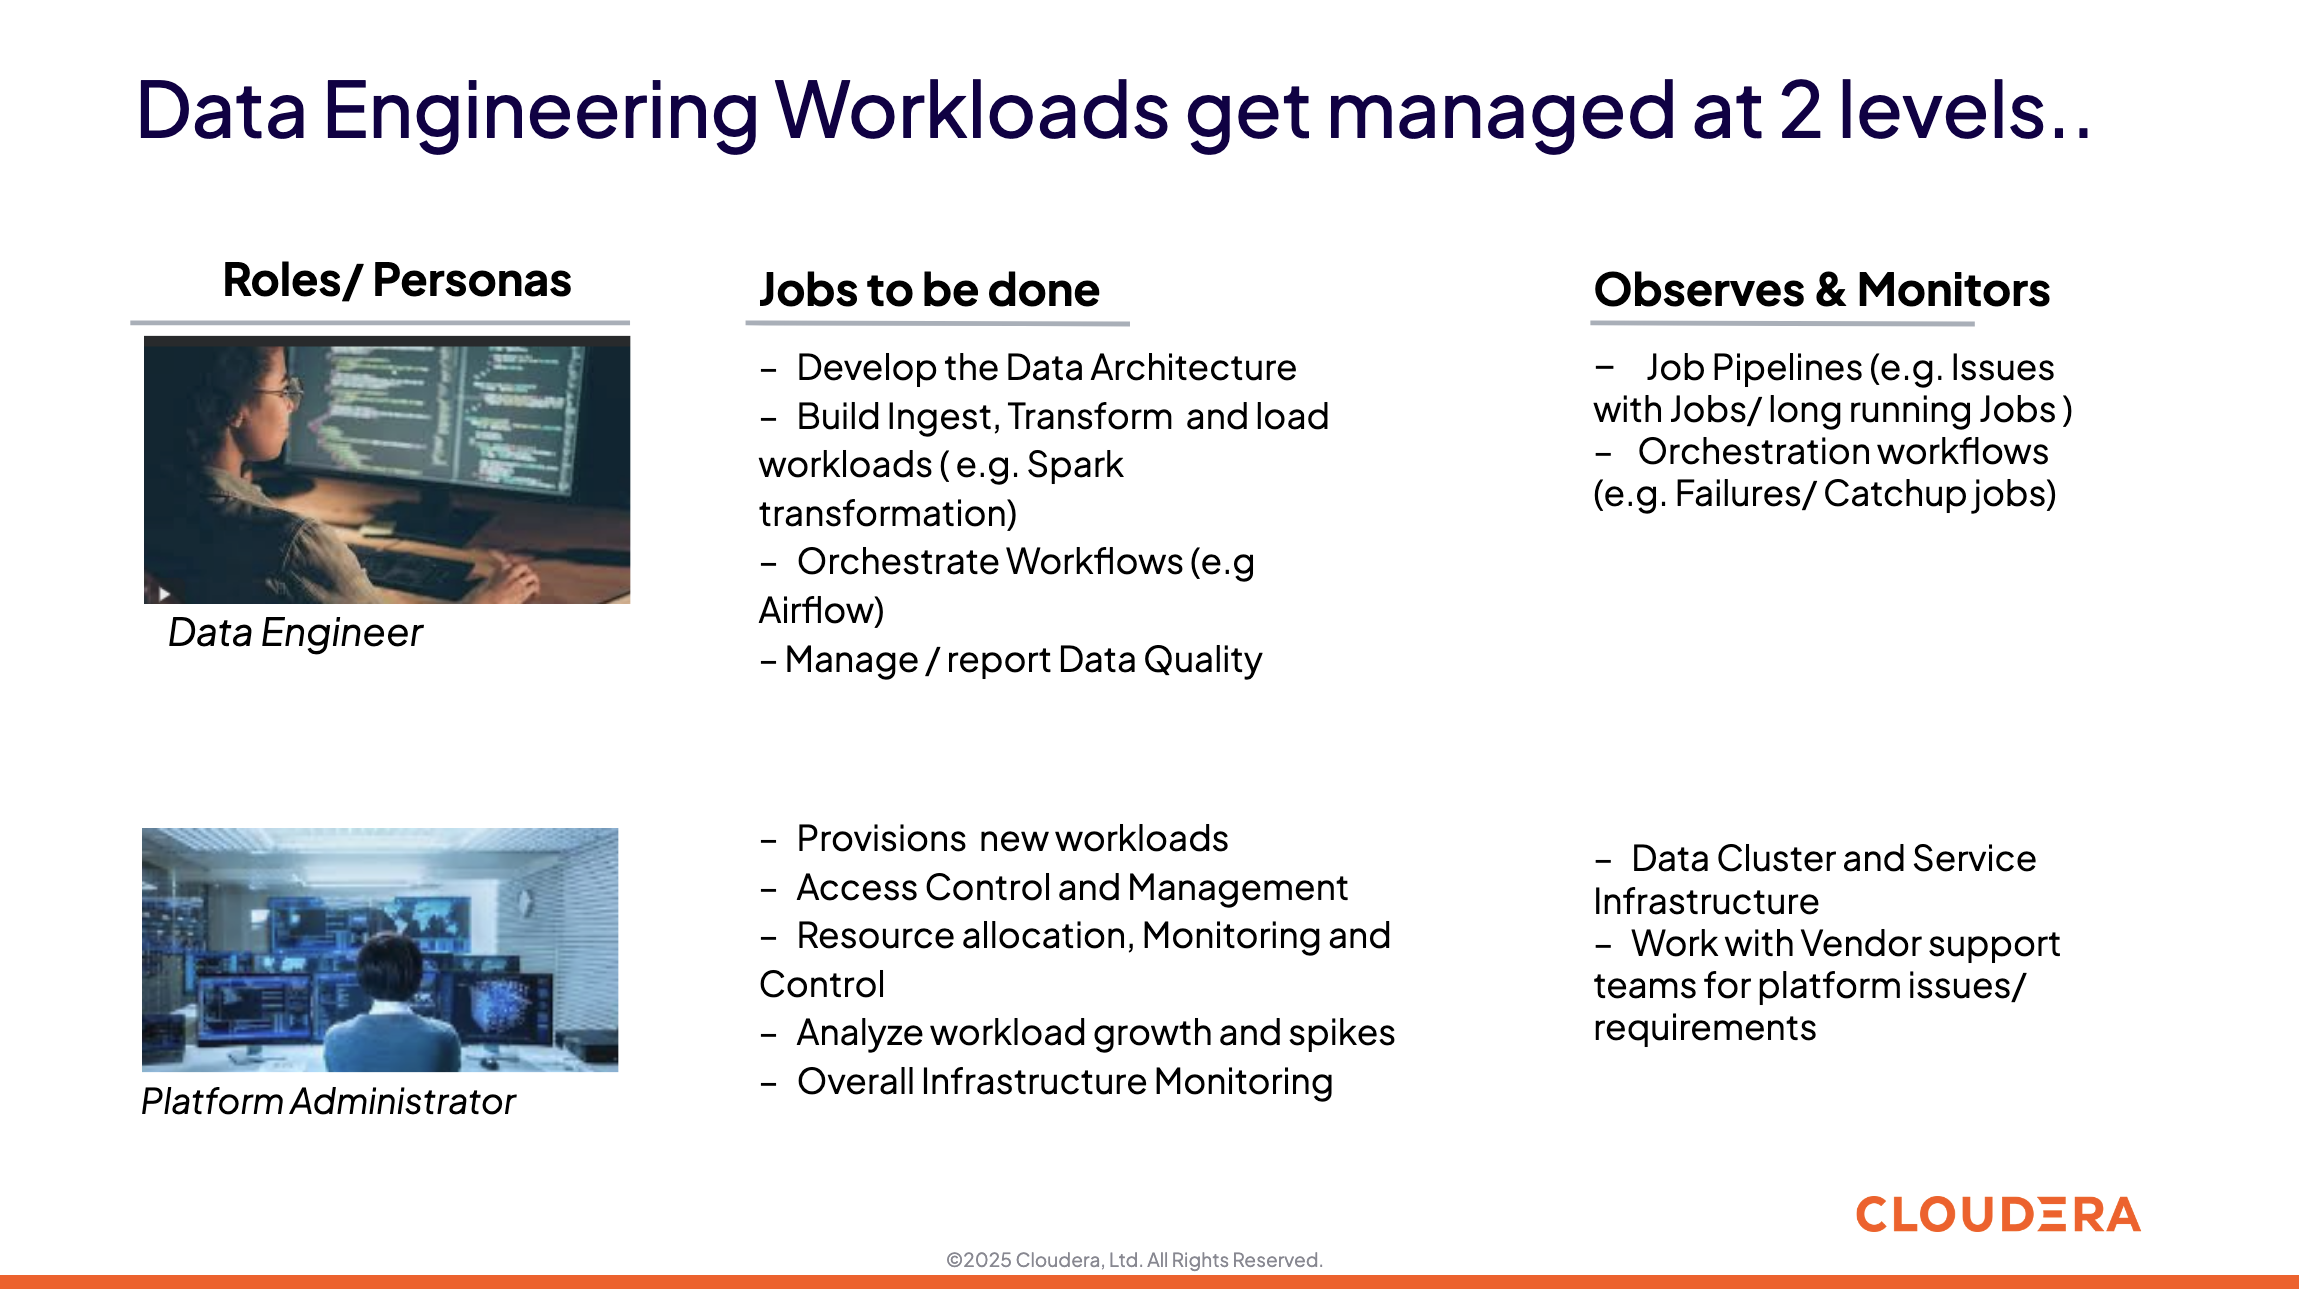 Data Engineering Workloads get managed at 2 levels..
Roles/ Personas
Jobs to be done
Observes & Monitors
Data Engineer
– Develop the Data Architecture
– Build Ingest, Transform and load
workloads ( e.g. Spark
transformation)
– Orchestrate Workflows (e.g
Airflow)
– Manage / report Data Quality
– Job Pipelines (e.g. Issues
with Jobs/ long running Jobs )
– Orchestration workflows
(e.g. Failures/ Catchup jobs)
Platform Administrator
– Provisions new workloads
– Access Control and Management
– Resource allocation, Monitoring and
Control
– Analyze workload growth and spikes
– Overall Infrastructure Monitoring
– Data Cluster and Service
Infrastructure
– Work with Vendor support
teams for platform issues/
requirements
CLOUDERA
©2025 Cloudera, Ltd. All Rights Reserved.